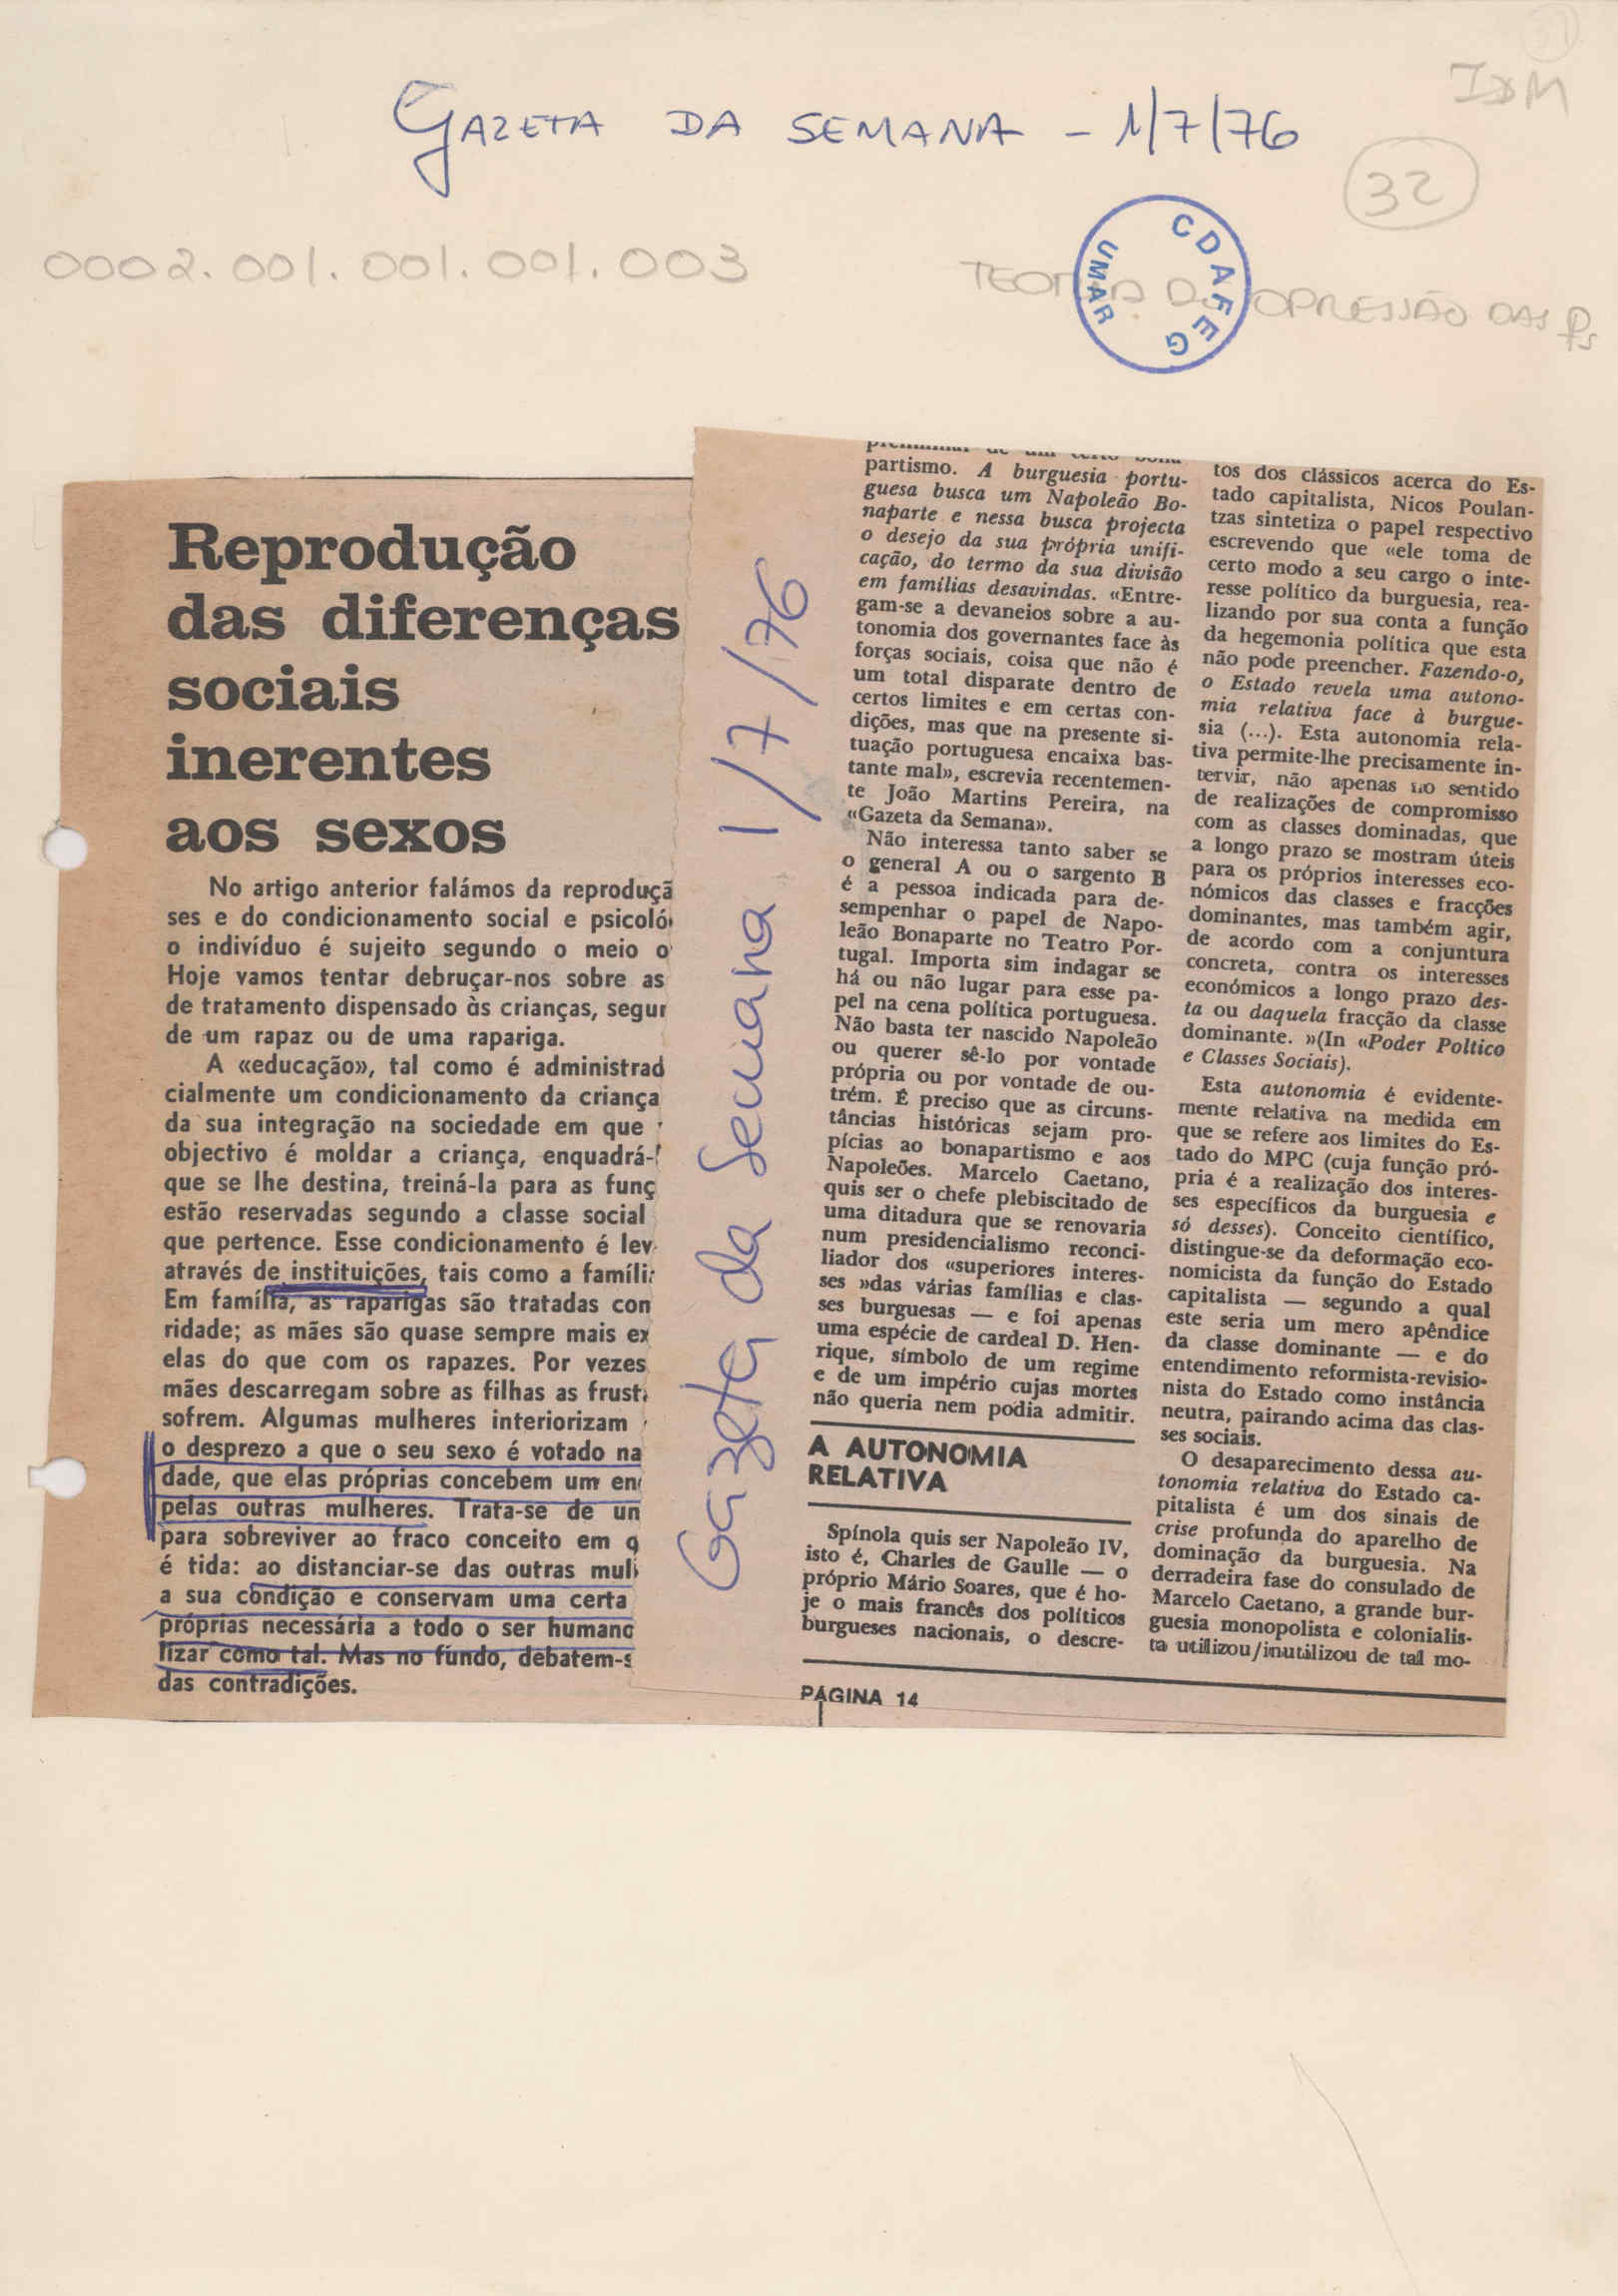 IDM
GAZETA DA SEMANA - 1/7/76
32
0002.001.001.001.003
CDAFEG
UMAR
OPRESSÃO DAS
Reprodução
das diferenças
sociais
inerentes
aos sexos
No artigo anterior falámos da reproduçã
ses e do condicionamento social e psicoló
o indivíduo é sujeito segundo o meio o
Hoje vamos tentar debruçar-nos sobre as
de tratamento dispensado às crianças, segu
de um rapaz ou de uma rapariga.
A «educação», tal como é administrad
cialmente um condicionamento da criança
da sua integração na sociedade em que
objectivo é moldar a criança, enquadrá-
que se lhe destina, treiná-la para as funç
estão reservadas segundo a classe social
que pertence. Esse condicionamento é lev
através de instituições, tais como a famíli
Em família, as raparigas são tratadas con
ridade; as mães são quase sempre mais ex
elas do que com os rapazes. Por vezes
mães descarregam sobre as filhas as frust
sofrem. Algumas mulheres interiorizam
o desprezo a que o seu sexo é votado na
dade, que elas próprias concebem um en
pelas outras mulheres. Trata-se de un
para sobreviver ao fraco conceito em q
é tida: ao distanciar-se das outras mul
a sua condição e conservam uma certa
próprias necessária a todo o ser humano
lizar como tal. Mas no fundo, debatem-s
das contradições.
Gazeta da Semana 1/7/76
partismo. A burguesia portu-
guesa busca um Napoleão Bo-
naparte e nessa busca projecta
o desejo da sua própria unifi-
cação, do termo da sua divisão
em famílias desavindas. «Entre-
gam-se a devaneios sobre a au-
tonomia dos governantes face às
forças sociais, coisa que não é
um total disparate dentro de
certos limites e em certas con-
dições, mas que na presente si-
tuação portuguesa encaixa bas-
tante mal», escrevia recentemen-
te João Martins Pereira, na
«Gazeta da Semana».
Não interessa tanto saber se
o general A ou o sargento B
é a pessoa indicada para de-
sempenhar o papel de Napo-
leão Bonaparte no Teatro Por-
tugal. Importa sim indagar se
há ou não lugar para esse pa-
pel na cena política portuguesa.
Não basta ter nascido Napoleão
ou querer sê-lo por vontade
própria ou por vontade de ou-
trém. É preciso que as circuns-
tâncias históricas sejam pro-
pícias ao bonapartismo e aos
Napoleões. Marcelo Caetano,
quis ser o chefe plebiscitado de
uma ditadura que se renovaria
num presidencialismo reconci-
liador dos «superiores interes-
ses »das várias famílias e clas-
ses burguesas — e foi apenas
uma espécie de cardeal D. Hen-
rique, símbolo de um regime
e de um império cujas mortes
não queria nem podia admitir.
A AUTONOMIA
RELATIVA
Spínola quis ser Napoleão IV,
isto é, Charles de Gaulle — o
próprio Mário Soares, que é ho-
je o mais francês dos políticos
burgueses nacionais, o descre-
PÁGINA 14
tos dos clássicos acerca do Es-
tado capitalista, Nicos Poulan-
tzas sintetiza o papel respectivo
escrevendo que «ele toma de
certo modo a seu cargo o inte-
resse político da burguesia, rea-
lizando por sua conta a função
da hegemonia política que esta
não pode preencher. Fazendo-o,
o Estado revela uma autono-
mia relativa face à burgue-
sia (...). Esta autonomia rela-
tiva permite-lhe precisamente in-
tervir, não apenas no sentido
de realizações de compromisso
com as classes dominadas, que
a longo prazo se mostram úteis
para os próprios interesses eco-
nómicos das classes e fracções
dominantes, mas também agir,
de acordo com a conjuntura
concreta, contra os interesses
económicos a longo prazo des-
ta ou daquela fracção da classe
dominante. »(In «Poder Poltico
e Classes Sociais).
Esta autonomia é evidente-
mente relativa na medida em
que se refere aos limites do Es-
tado do MPC (cuja função pró-
pria é a realização dos interes-
ses específicos da burguesia e
só desses). Conceito científico,
distingue-se da deformação eco-
nomicista da função do Estado
capitalista — segundo a qual
este seria um mero apêndice
da classe dominante — e do
entendimento reformista-revisio-
nista do Estado como instância
neutra, pairando acima das clas-
ses sociais.
O desaparecimento dessa au-
tonomia relativa do Estado ca-
pitalista é um dos sinais de
crise profunda do aparelho de
dominação da burguesia. Na
derradeira fase do consulado de
Marcelo Caetano, a grande bur-
guesia monopolista e colonialis-
ta utilizou/inutilizou de tal mo-